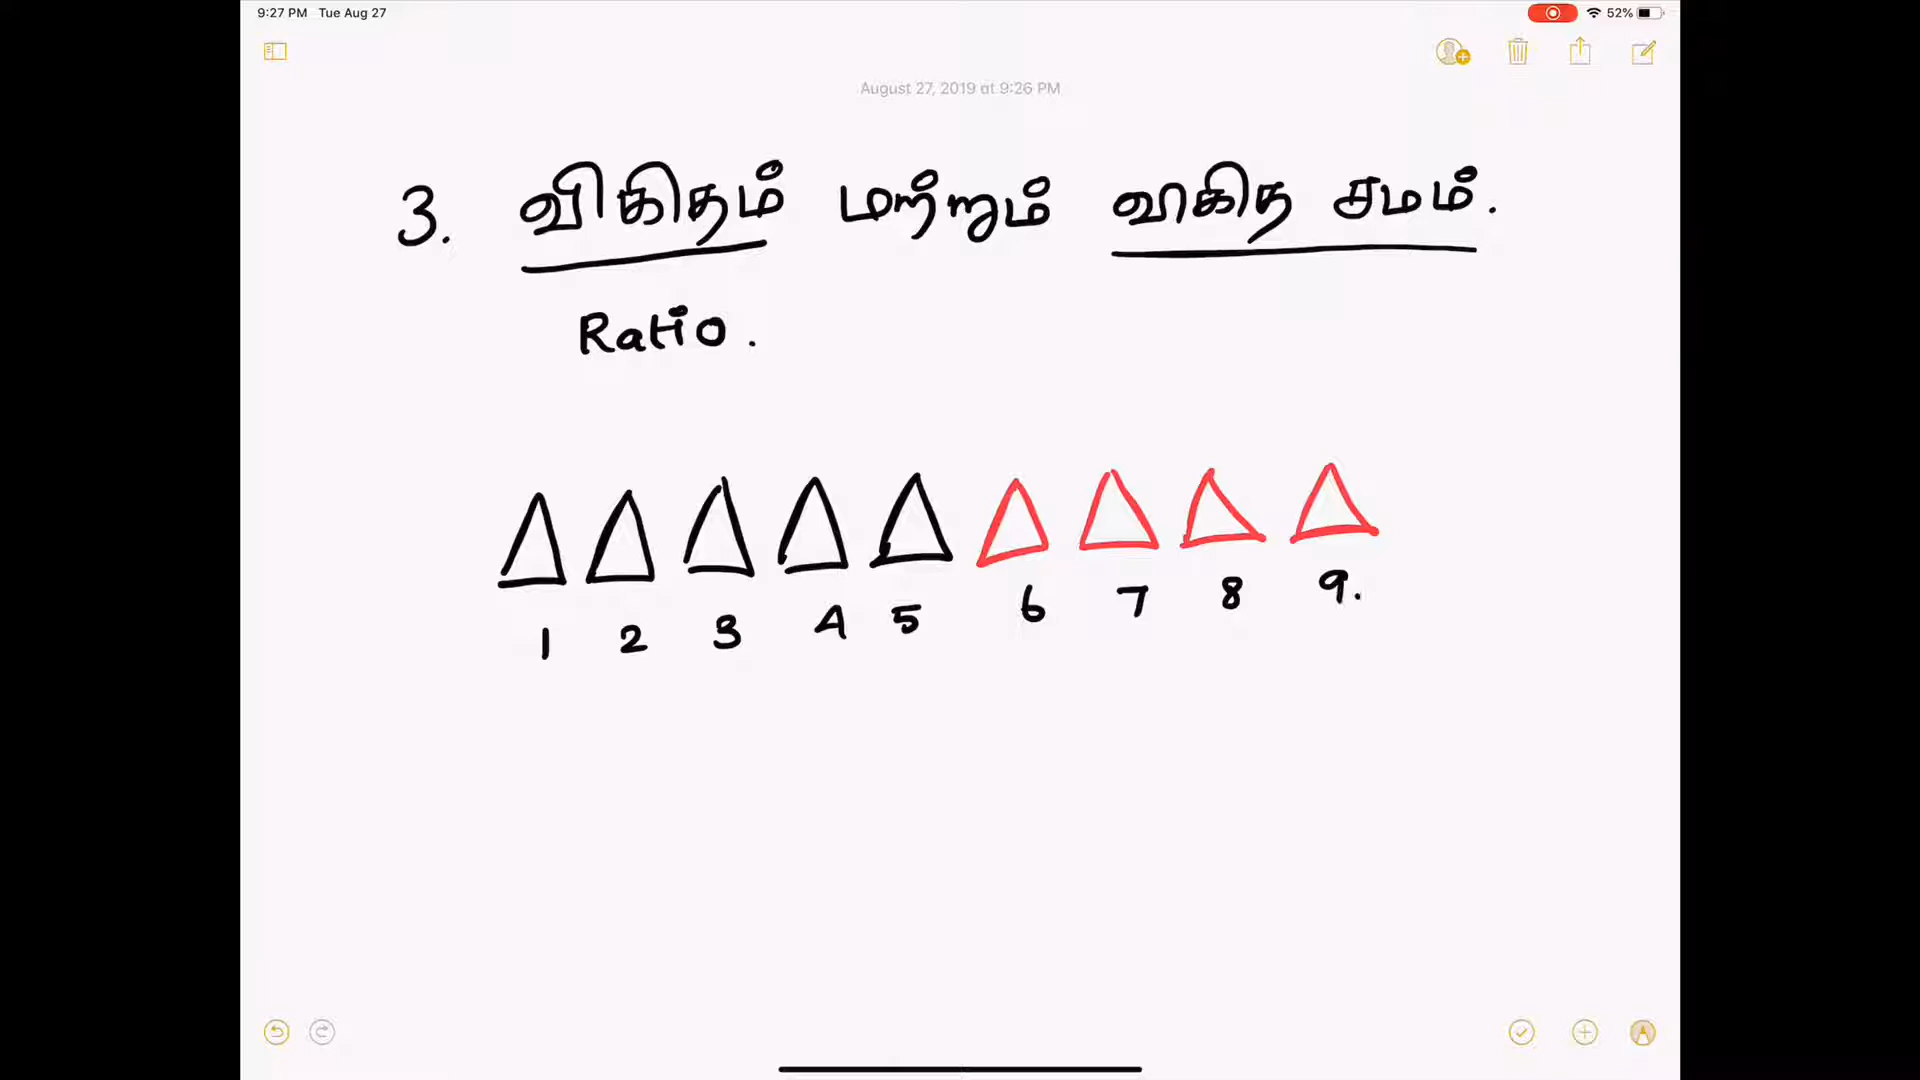 9:27 PM Tue Aug 27 52%
August 27, 2019 at 9:26 PM
3. விகிதம் மற்றும் விகித சமம்.
Ratio.
1 2 3 4 5 6 7 8 9.